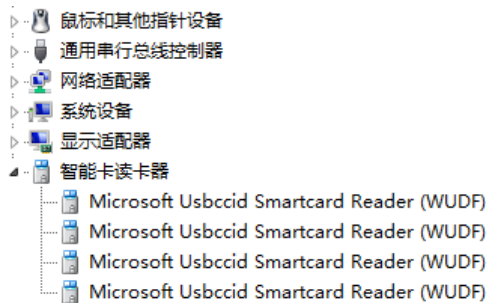 鼠标和其他指针设备
通用串行总线控制器
网络适配器
系统设备
显示适配器
智能卡读卡器
Microsoft Usbccid Smartcard Reader (WUDF)
Microsoft Usbccid Smartcard Reader (WUDF)
Microsoft Usbccid Smartcard Reader (WUDF)
Microsoft Usbccid Smartcard Reader (WUDF)